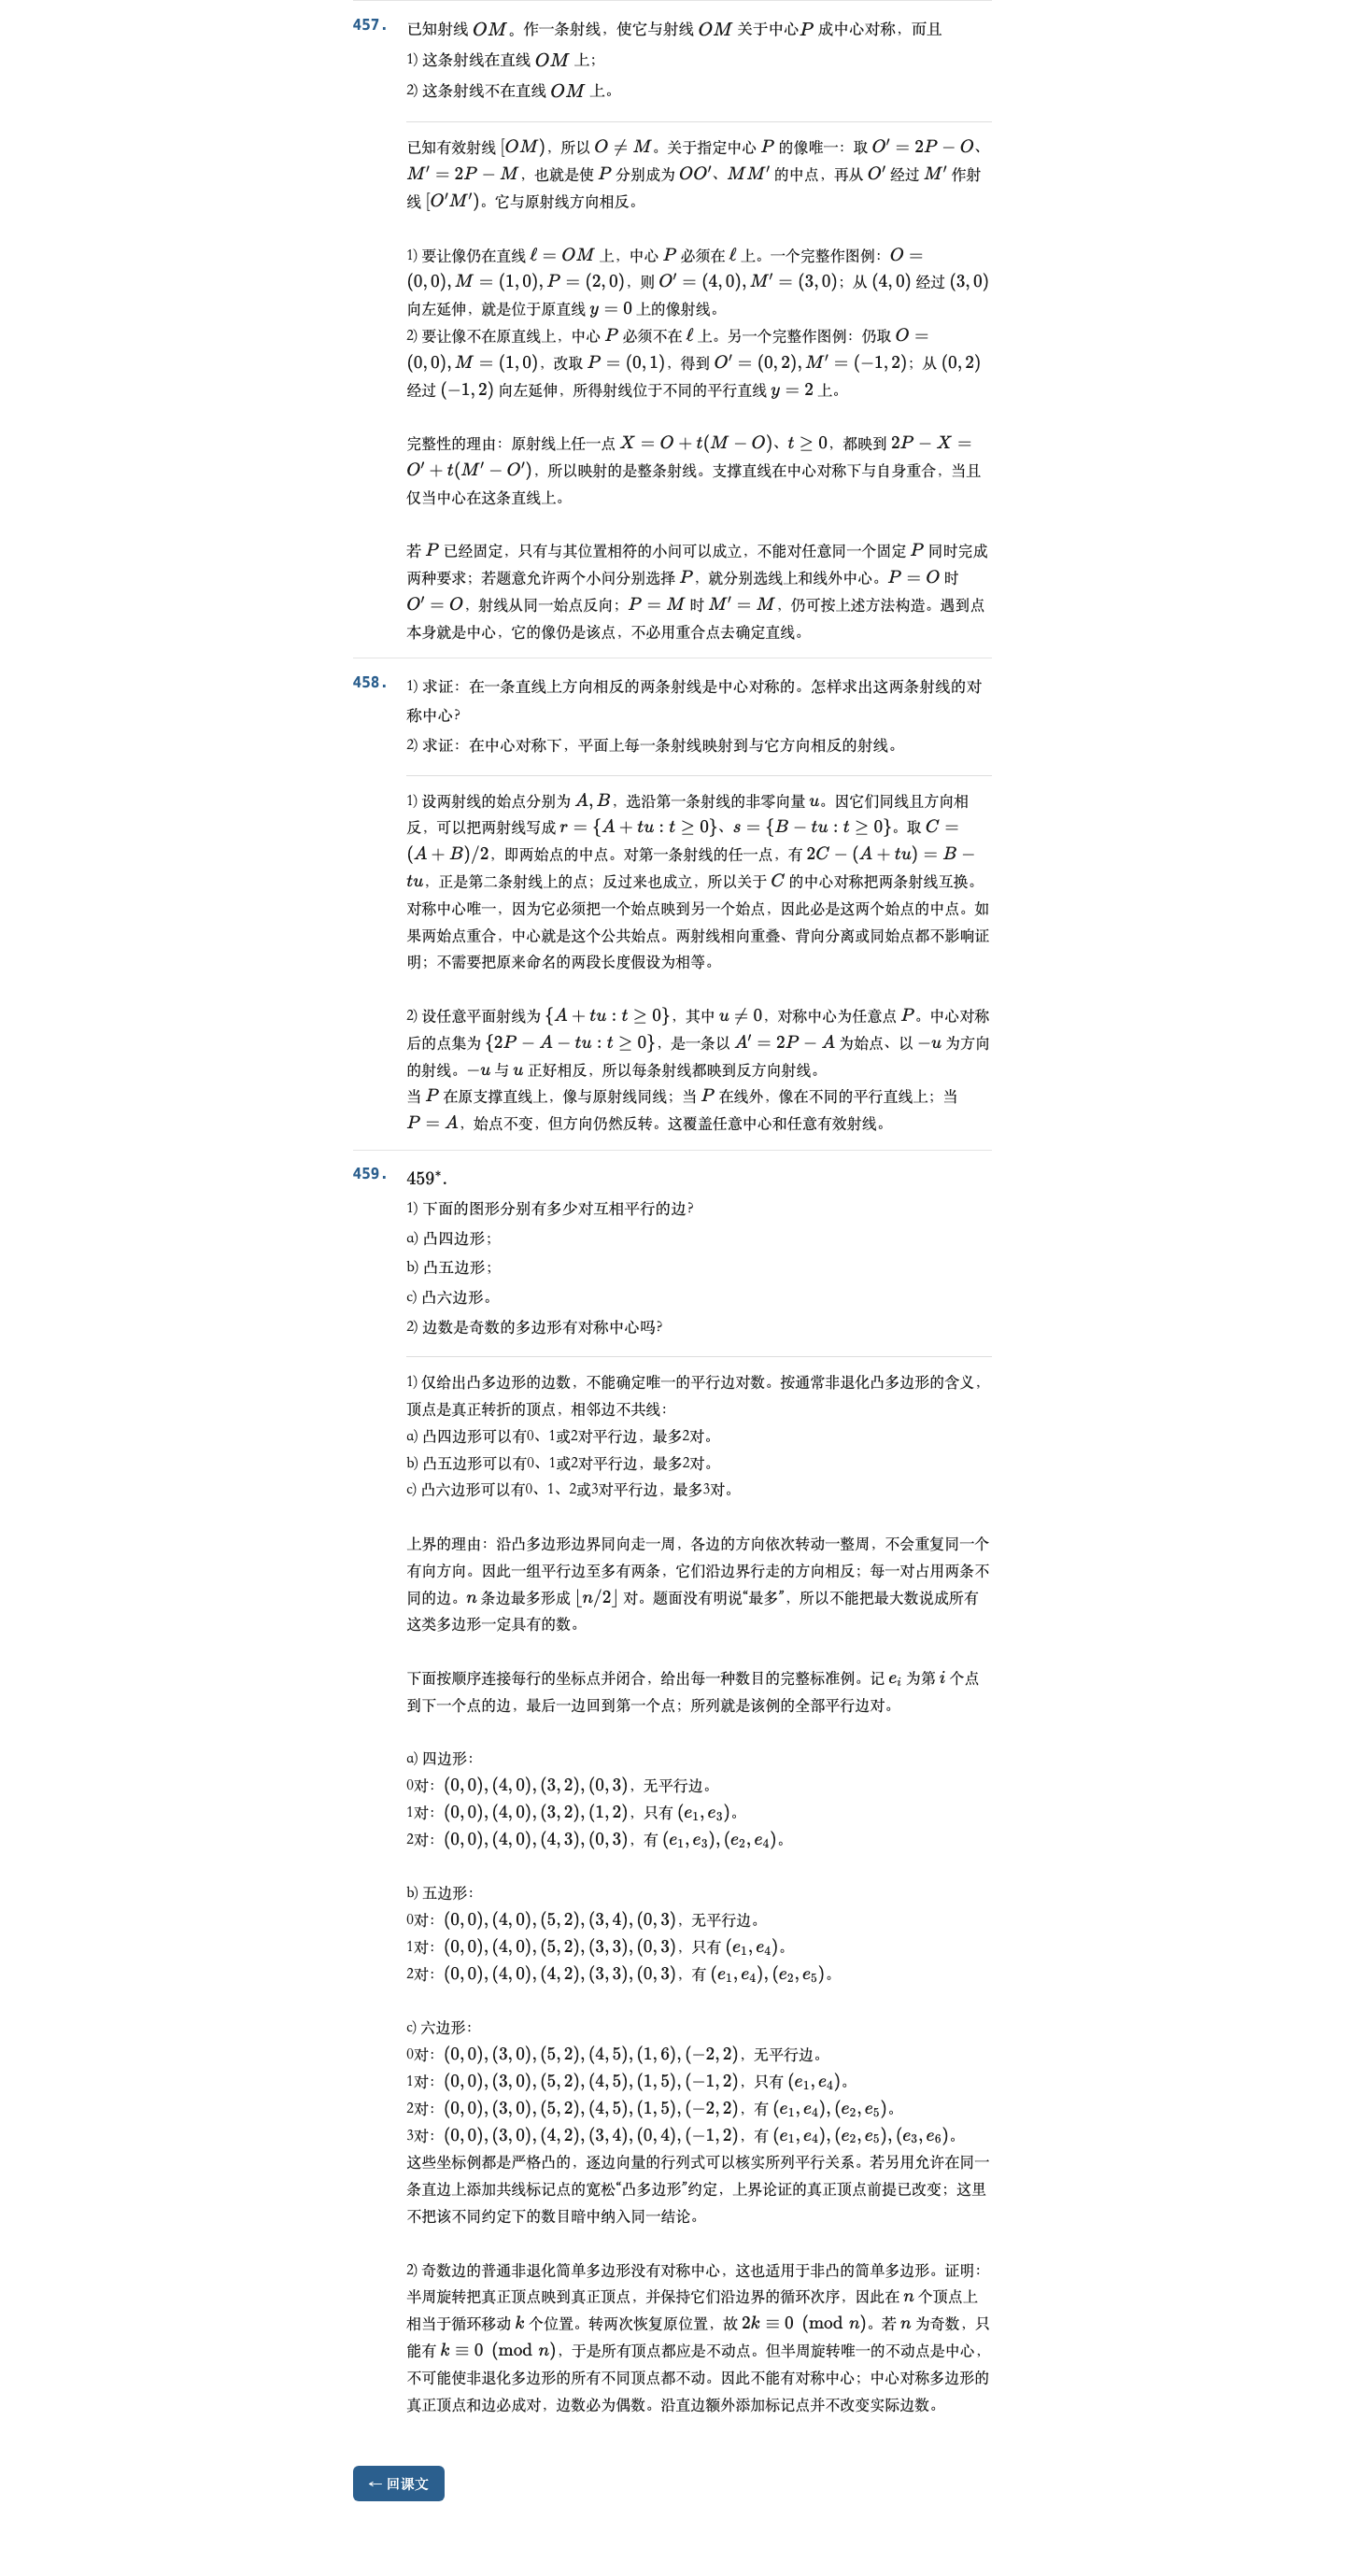 457. 已知射线 OM。作一条射线，使它与射线 OM 关于中心P 成中心对称，而且
1) 这条射线在直线 OM 上；
2) 这条射线不在直线 OM 上。
已知有效射线 [OM)，所以 O ≠ M。关于指定中心 P 的像唯一：取 O′ = 2P − O、
M′ = 2P − M，也就是使 P 分别成为 OO′、MM′ 的中点，再从 O′ 经过 M′ 作射
线 [O′M′)。它与原射线方向相反。
1) 要让像仍在直线 ℓ = OM 上，中心 P 必须在 ℓ 上。一个完整作图例：O =
(0, 0), M = (1, 0), P = (2, 0)，则 O′ = (4, 0), M′ = (3, 0)；从 (4, 0) 经过 (3, 0)
向左延伸，就是位于原直线 y = 0 上的像射线。
2) 要让像不在原直线上，中心 P 必须不在 ℓ 上。另一个完整作图例：仍取 O =
(0, 0), M = (1, 0)，改取 P = (0, 1)，得到 O′ = (0, 2), M′ = (−1, 2)；从 (0, 2)
经过 (−1, 2) 向左延伸，所得射线位于不同的平行直线 y = 2 上。
完整性的理由：原射线上任一点 X = O + t(M − O)、t ≥ 0，都映到 2P − X =
O′ + t(M′ − O′)，所以映射的是整条射线。支撑直线在中心对称下与自身重合，当且
仅当中心在这条直线上。
若 P 已经固定，只有与其位置相符的小问可以成立，不能对任意同一个固定 P 同时完成
两种要求；若题意允许两个小问分别选择 P，就分别选线上和线外中心。P = O 时
O′ = O，射线从同一始点反向；P = M 时 M′ = M，仍可按上述方法构造。遇到点
本身就是中心，它的像仍是该点，不必用重合点去确定直线。
458. 1) 求证：在一条直线上方向相反的两条射线是中心对称的。怎样求出这两条射线的对
称中心？
2) 求证：在中心对称下，平面上每一条射线映射到与它方向相反的射线。
1) 设两射线的始点分别为 A, B，选沿第一条射线的非零向量 u。因它们同线且方向相
反，可以把两射线写成 r = {A + tu : t ≥ 0}、s = {B − tu : t ≥ 0}。取 C =
(A + B)/2，即两始点的中点。对第一条射线的任一点，有 2C − (A + tu) = B −
tu，正是第二条射线上的点；反过来也成立，所以关于 C 的中心对称把两条射线互换。
对称中心唯一，因为它必须把一个始点映到另一个始点，因此必是这两个始点的中点。如
果两始点重合，中心就是这个公共始点。两射线相向重叠、背向分离或同始点都不影响证
明；不需要把原来命名的两段长度假设为相等。
2) 设任意平面射线为 {A + tu : t ≥ 0}，其中 u ≠ 0，对称中心为任意点 P。中心对称
后的点集为 {2P − A − tu : t ≥ 0}，是一条以 A′ = 2P − A 为始点、以 −u 为方向
的射线。−u 与 u 正好相反，所以每条射线都映到反方向射线。
当 P 在原支撑直线上，像与原射线同线；当 P 在线外，像在不同的平行直线上；当
P = A，始点不变，但方向仍然反转。这覆盖任意中心和任意有效射线。
459. 459*.
1) 下面的图形分别有多少对互相平行的边？
a) 凸四边形；
b) 凸五边形；
c) 凸六边形。
2) 边数是奇数的多边形有对称中心吗？
1) 仅给出凸多边形的边数，不能确定唯一的平行边对数。按通常非退化凸多边形的含义，
顶点是真正转折的顶点，相邻边不共线：
a) 凸四边形可以有0、1或2对平行边，最多2对。
b) 凸五边形可以有0、1或2对平行边，最多2对。
c) 凸六边形可以有0、1、2或3对平行边，最多3对。
上界的理由：沿凸多边形边界同向走一周，各边的方向依次转动一整周，不会重复同一个
有向方向。因此一组平行边至多有两条，它们沿边界行走的方向相反；每一对占用两条不
同的边。n 条边最多形成 ⌊n/2⌋ 对。题面没有明说“最多”，所以不能把最大数说成所有
这类多边形一定具有的数。
下面按顺序连接每行的坐标点并闭合，给出每一种数目的完整标准例。记 eᵢ 为第 i 个点
到下一个点的边，最后一边回到第一个点；所列就是该例的全部平行边对。
a) 四边形：
0对：(0, 0), (4, 0), (3, 2), (0, 3)，无平行边。
1对：(0, 0), (4, 0), (3, 2), (1, 2)，只有 (e₁, e₃)。
2对：(0, 0), (4, 0), (4, 3), (0, 3)，有 (e₁, e₃), (e₂, e₄)。
b) 五边形：
0对：(0, 0), (4, 0), (5, 2), (3, 4), (0, 3)，无平行边。
1对：(0, 0), (4, 0), (5, 2), (3, 3), (0, 3)，只有 (e₁, e₄)。
2对：(0, 0), (4, 0), (4, 2), (3, 3), (0, 3)，有 (e₁, e₄), (e₂, e₅)。
c) 六边形：
0对：(0, 0), (3, 0), (5, 2), (4, 5), (1, 6), (−2, 2)，无平行边。
1对：(0, 0), (3, 0), (5, 2), (4, 5), (1, 5), (−1, 2)，只有 (e₁, e₄)。
2对：(0, 0), (3, 0), (5, 2), (4, 5), (1, 5), (−2, 2)，有 (e₁, e₄), (e₂, e₅)。
3对：(0, 0), (3, 0), (4, 2), (3, 4), (0, 4), (−1, 2)，有 (e₁, e₄), (e₂, e₅), (e₃, e₆)。
这些坐标例都是严格凸的，逐边向量的行列式可以核实所列平行关系。若另用允许在同一
条直边上添加共线标记点的宽松“凸多边形”约定，上界论证的真正顶点前提已改变；这里
不把该不同约定下的数目暗中纳入同一结论。
2) 奇数边的普通非退化简单多边形没有对称中心，这也适用于非凸的简单多边形。证明：
半周旋转把真正顶点映到真正顶点，并保持它们沿边界的循环次序，因此在 n 个顶点上
相当于循环移动 k 个位置。转两次恢复原位置，故 2k ≡ 0 (mod n)。若 n 为奇数，只
能有 k ≡ 0 (mod n)，于是所有顶点都应是不动点。但半周旋转唯一的不动点是中心，
不可能使非退化多边形的所有不同顶点都不动。因此不能有对称中心；中心对称多边形的
真正顶点和边必成对，边数必为偶数。沿直边额外添加标记点并不改变实际边数。
← 回课文